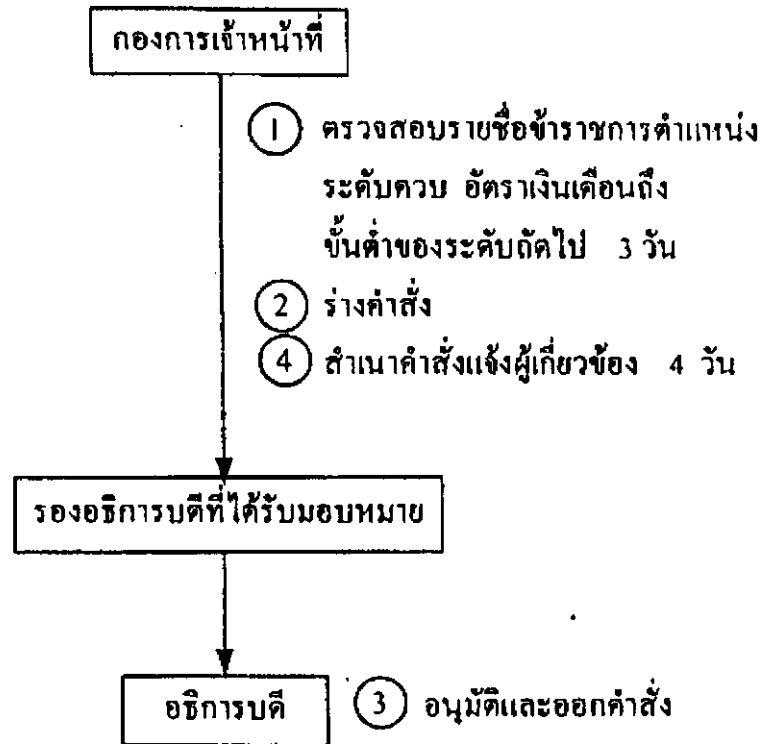 กองการเจ้าหน้าที่
1 ตรวจสอบรายชื่อข้าราชการตำแหน่ง
ระดับควบ อัตราเงินเดือนถึง
ขั้นต่ำของระดับถัดไป 3 วัน
2 ร่างคำสั่ง
4 สำเนาคำสั่งแจ้งผู้เกี่ยวข้อง 4 วัน
รองอธิการบดีที่ได้รับมอบหมาย
อธิการบดี 3 อนุมัติและออกคำสั่ง